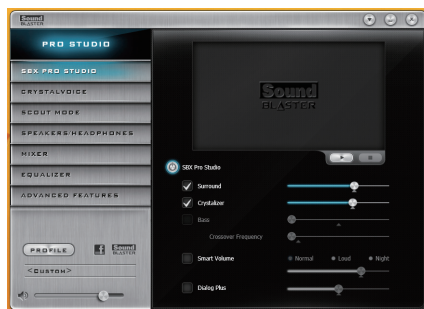 Sound
BLASTER
PRO STUDIO
SBX PRO STUDIO
CRYSTALVOICE
SCOUT MODE
SPEAKERS/HEADPHONES
MIXER
EQUALIZER
ADVANCED FEATURES
PROFILE
f
Sound
BLASTER
<CUSTOM>
Sound
BLASTER
SBX Pro Studio
Surround
Crystalizer
Bass
Crossover Frequency
Smart Volume
Normal
Loud
Night
Dialog Plus